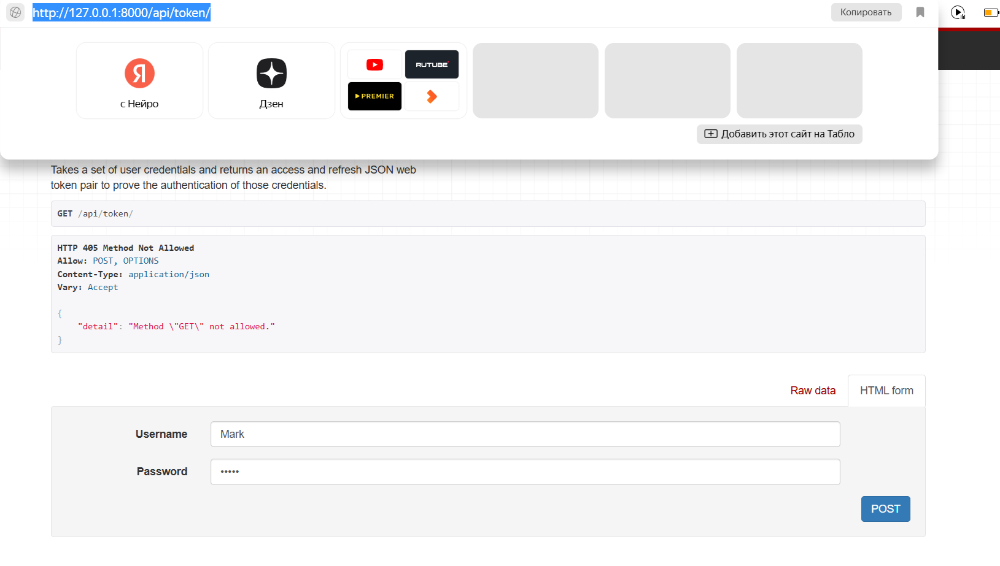 http://127.0.0.1:8000/api/token/
Копировать
Я
с Нейро
Дзен
RUTUBE
PREMIER
Добавить этот сайт на Табло
Takes a set of user credentials and returns an access and refresh JSON web
token pair to prove the authentication of those credentials.
GET /api/token/
HTTP 405 Method Not Allowed
Allow: POST, OPTIONS
Content-Type: application/json
Vary: Accept
{
"detail": "Method \"GET\" not allowed."
}
Raw data
HTML form
Username
Mark
Password
•••••
POST